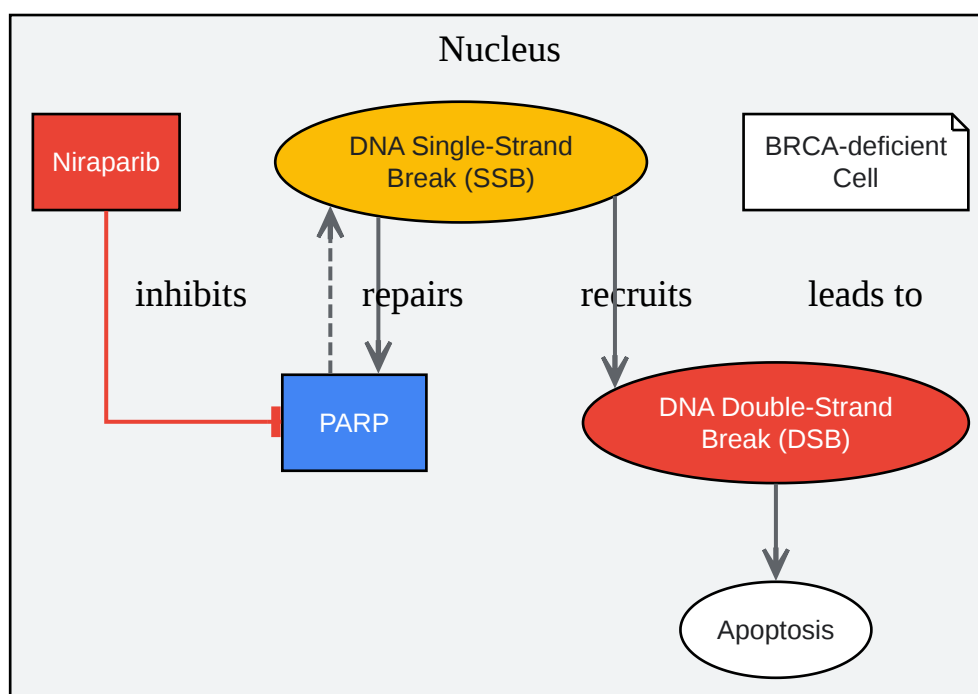 Nucleus
Niraparib
DNA Single-Strand
Break (SSB)
BRCA-deficient
Cell
inhibits
repairs
recruits
leads to
PARP
DNA Double-Strand
Break (DSB)
Apoptosis